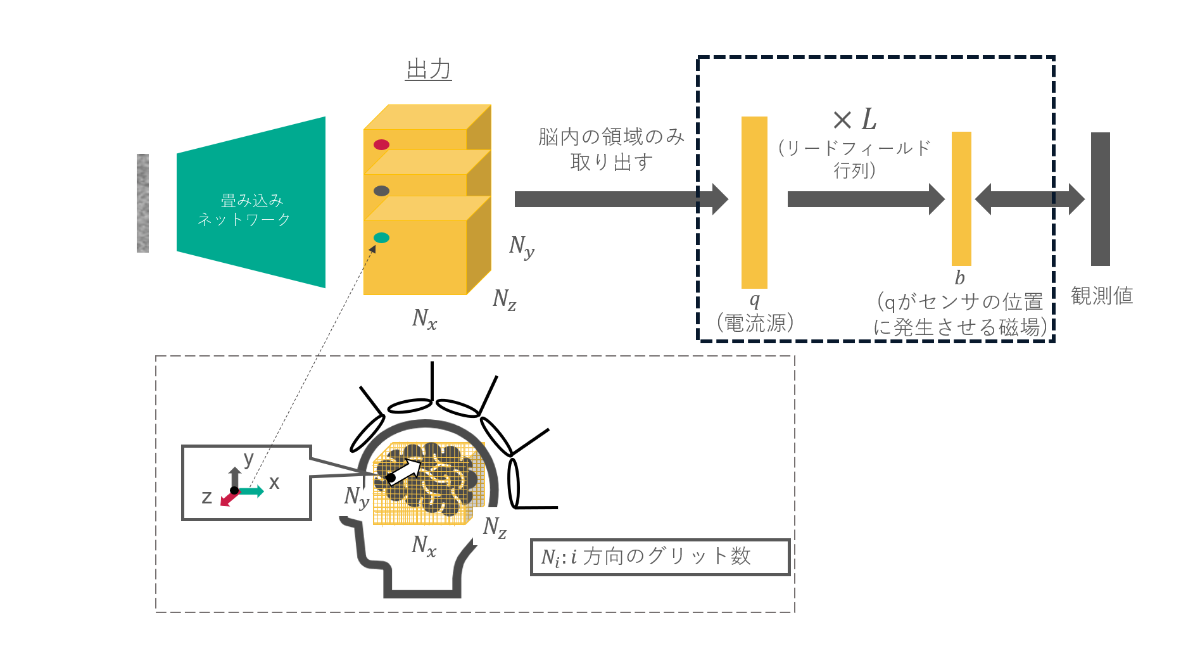 出力
脳内の領域のみ
取り出す
× L
(リードフィールド
行列)
畳み込み
ネットワーク
N_y
N_z
N_x
q
(電流源)
b
(qがセンサの位置
に発生させる磁場)
観測値
y
x
z
N_y
N_z
N_x
N_i: i 方向のグリット数